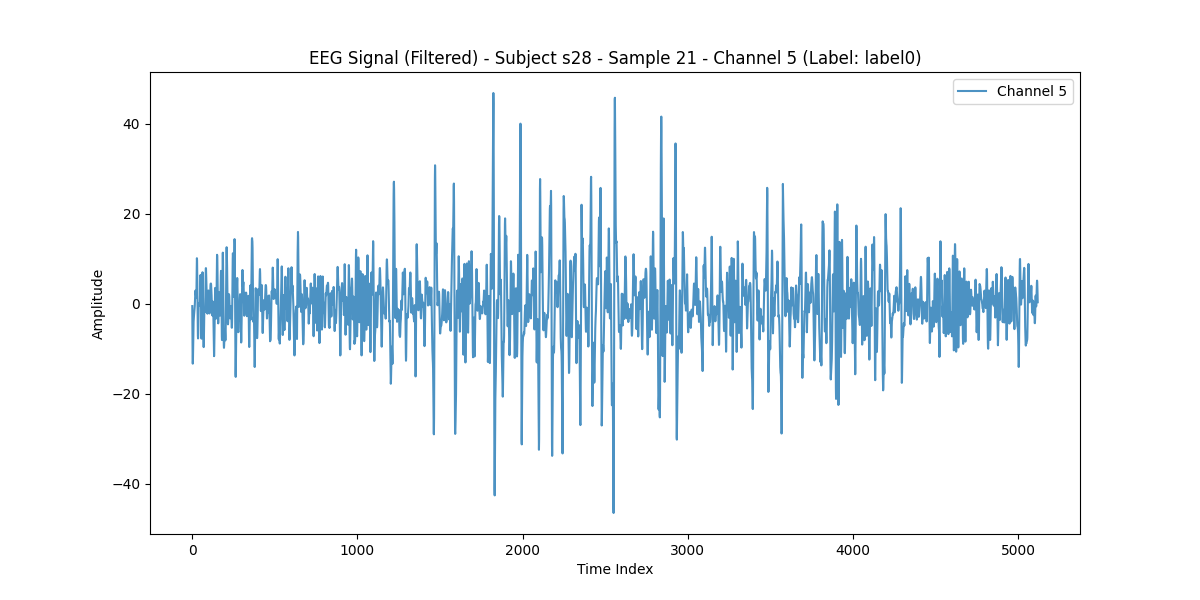 EEG Signal (Filtered) - Subject s28 - Sample 21 - Channel 5 (Label: label0)
Channel 5
40
20
0
−20
−40
Amplitude
0 1000 2000 3000 4000 5000
Time Index